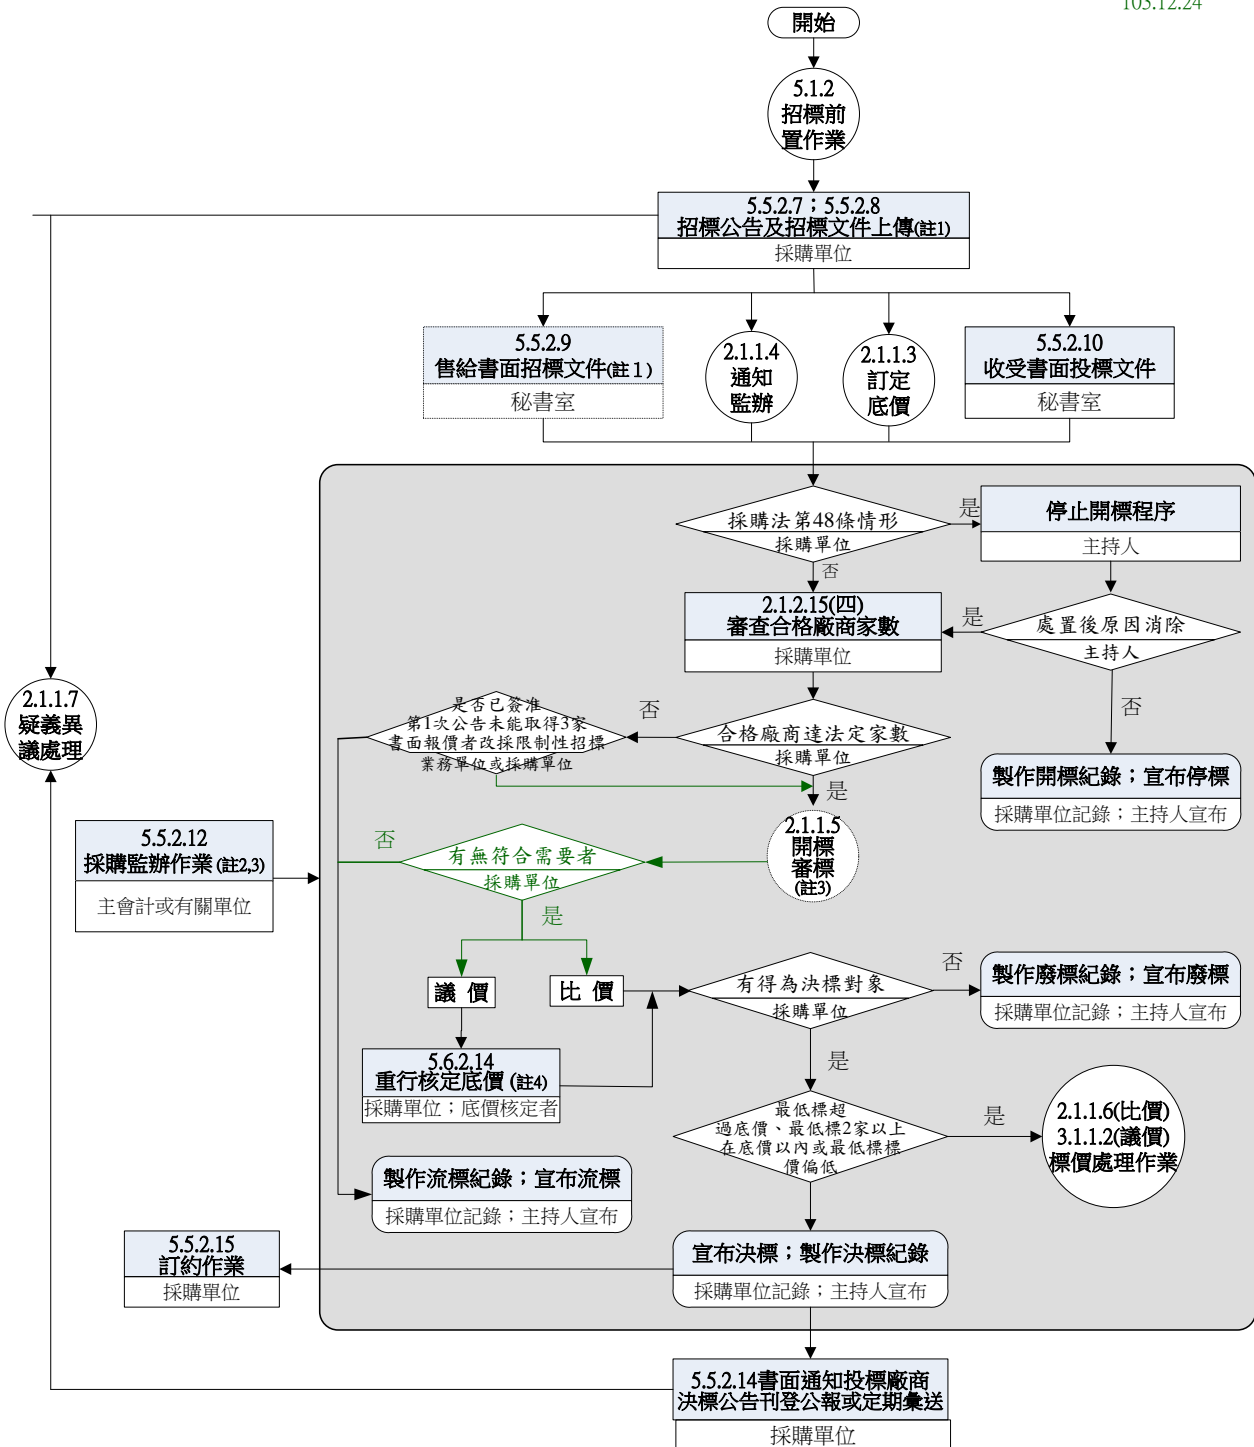 103.12.24
開始
5.1.2
招標前
置作業
5.5.2.7；5.5.2.8
招標公告及招標文件上傳(註1)
採購單位
5.5.2.9
售給書面招標文件(註1)
秘書室
2.1.1.4
通知
監辦
2.1.1.3
訂定
底價
5.5.2.10
收受書面投標文件
秘書室
採購法第48條情形
採購單位
是
停止開標程序
主持人
否
2.1.2.15(四)
審查合格廠商家數
採購單位
是
處置後原因消除
主持人
否
2.1.1.7
疑義異
議處理
是否已簽准
第1次公告未能取得3家
書面報價者改採限制性招標
業務單位或採購單位
否
合格廠商達法定家數
採購單位
是
製作開標紀錄；宣布停標
採購單位記錄；主持人宣布
5.5.2.12
採購監辦作業(註2,3)
主會計或有關單位
否
有無符合需要者
採購單位
是
2.1.1.5
開標
審標
(註3)
議價
比價
有得為決標對象
採購單位
否
製作廢標紀錄；宣布廢標
採購單位記錄；主持人宣布
5.6.2.14
重行核定底價(註4)
採購單位；底價核定者
是
最低標超
過底價、最低標2家以上
在底價以內或最低標標
價偏低
是
2.1.1.6(比價)
3.1.1.2(議價)
標價處理作業
製作流標紀錄；宣布流標
採購單位記錄；主持人宣布
5.5.2.15
訂約作業
採購單位
宣布決標；製作決標紀錄
採購單位記錄；主持人宣布
5.5.2.14書面通知投標廠商
決標公告刊登公報或定期彙送
採購單位